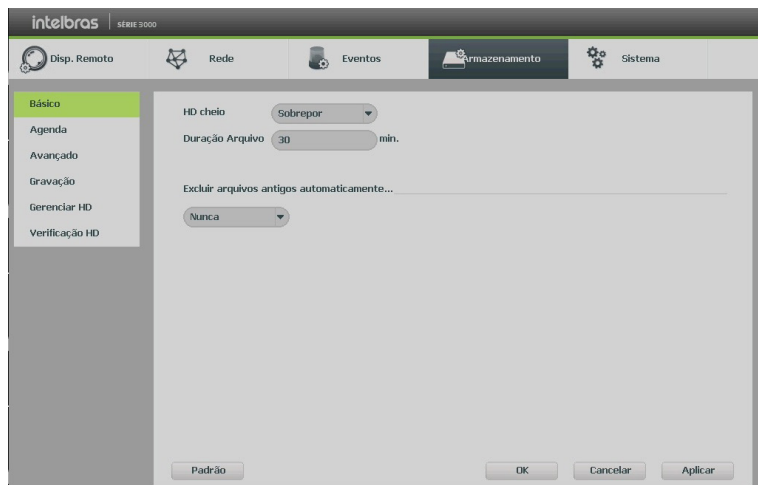 intelbras | SÉRIE 3000
Disp. Remoto Rede Eventos Armazenamento Sistema
Básico
Agenda
Avançado
Gravação
Gerenciar HD
Verificação HD
HD cheio Sobrepor
Duração Arquivo 30 min.
Excluir arquivos antigos automaticamente...
Nunca
Padrão OK Cancelar Aplicar